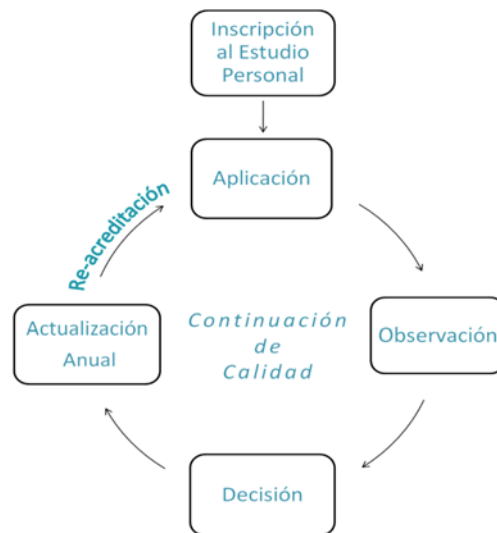 Inscripción
al Estudio
Personal
Aplicación
Re-acreditación
Actualización
Anual
Continuación
de
Calidad
Observación
Decisión